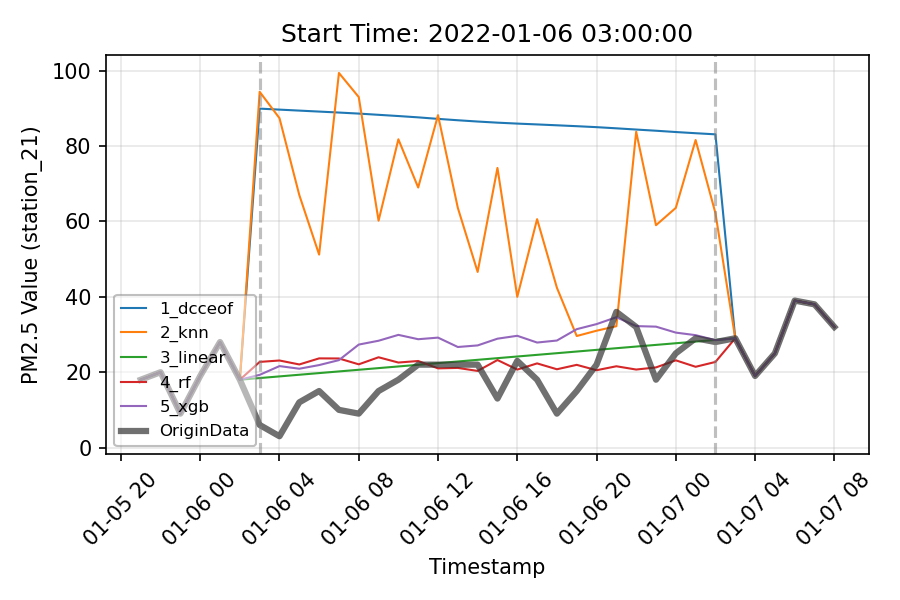 Start Time: 2022-01-06 03:00:00
PM2.5 Value (station_21)
100
80
60
40
20
0
1_dcceof
2_knn
3_linear
4_rf
5_xgb
OriginData
01-05 20
01-06 00
01-06 04
01-06 08
01-06 12
01-06 16
01-06 20
01-07 00
01-07 04
01-07 08
Timestamp